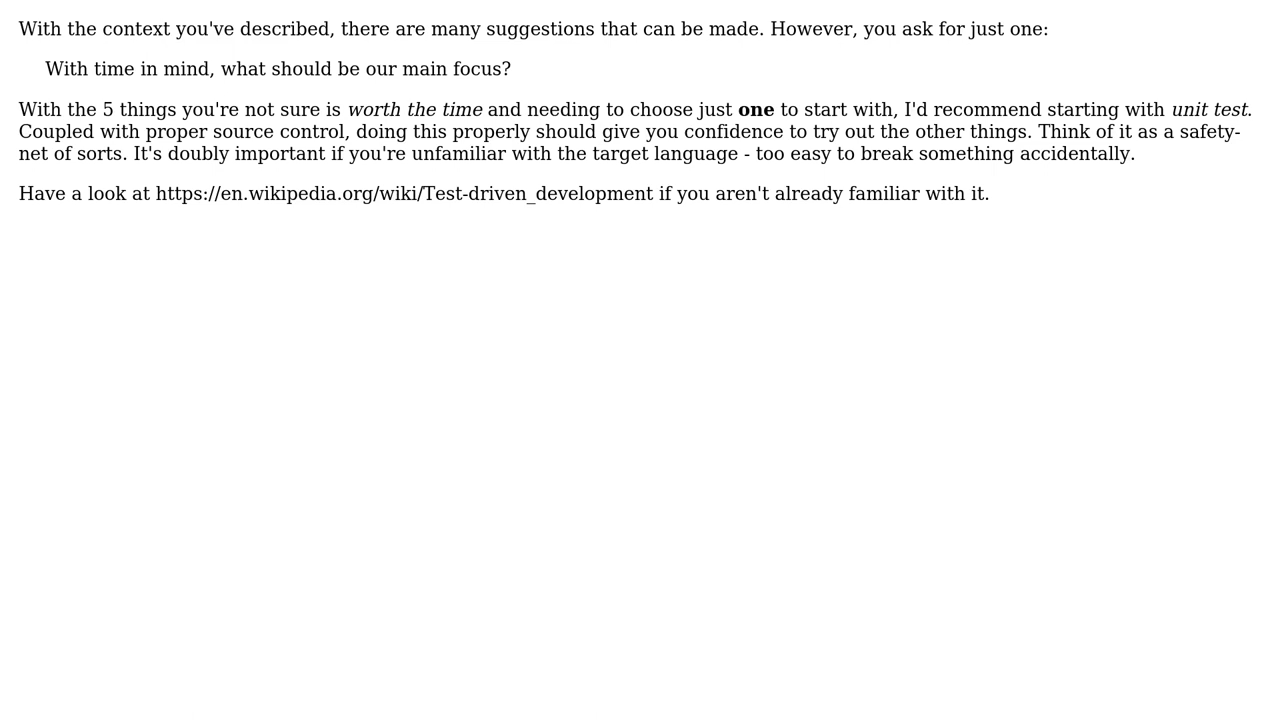 With the context you've described, there are many suggestions that can be made. However, you ask for just one:
With time in mind, what should be our main focus?
With the 5 things you're not sure is worth the time and needing to choose just one to start with, I'd recommend starting with unit test.
Coupled with proper source control, doing this properly should give you confidence to try out the other things. Think of it as a safety-
net of sorts. It's doubly important if you're unfamiliar with the target language - too easy to break something accidentally.
Have a look at https://en.wikipedia.org/wiki/Test-driven_development if you aren't already familiar with it.